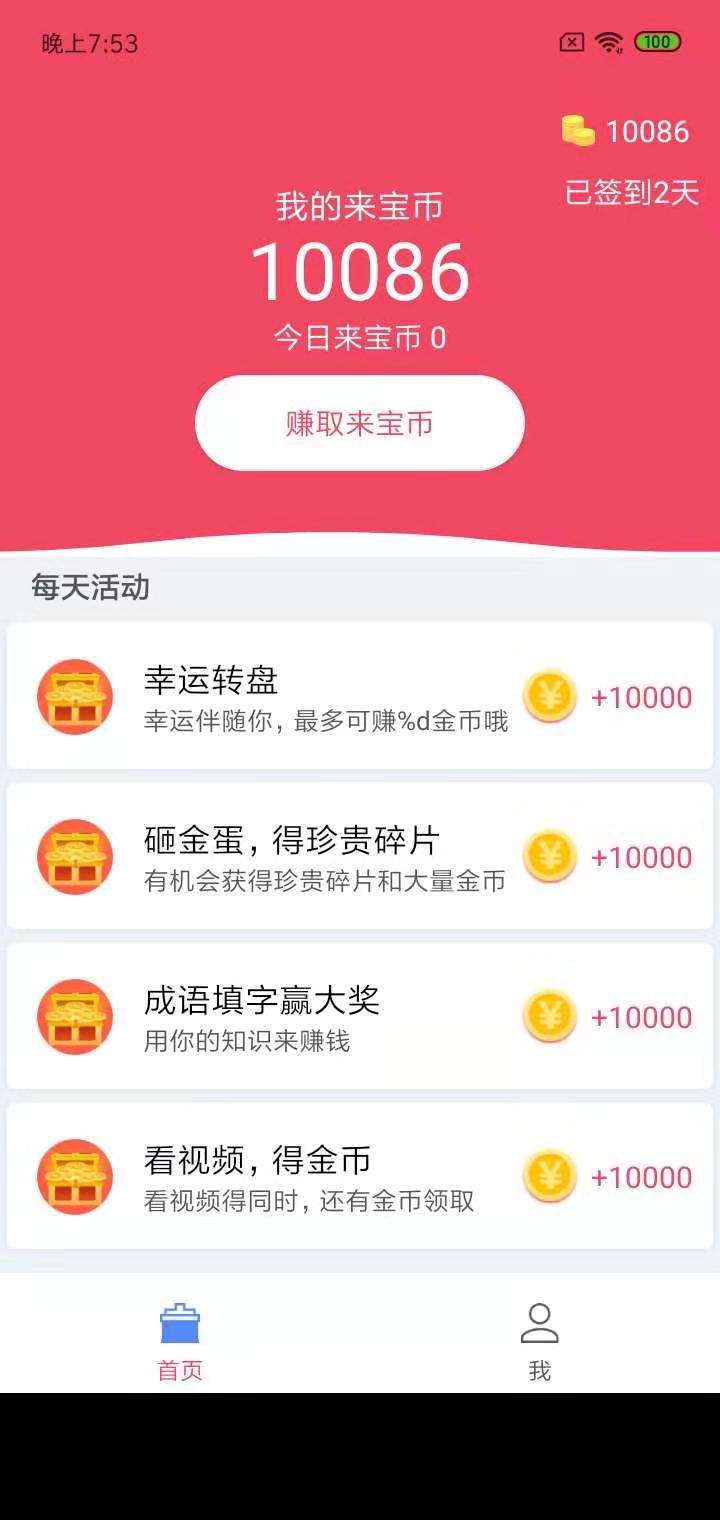 晚上7:53
100
10086
已签到2天
我的来宝币
10086
今日来宝币 0
赚取来宝币
每天活动
幸运转盘
幸运伴随你，最多可赚%d金币哦
+10000
砸金蛋，得珍贵碎片
有机会获得珍贵碎片和大量金币
+10000
成语填字赢大奖
用你的知识来赚钱
+10000
看视频，得金币
看视频得同时，还有金币领取
+10000
首页
我